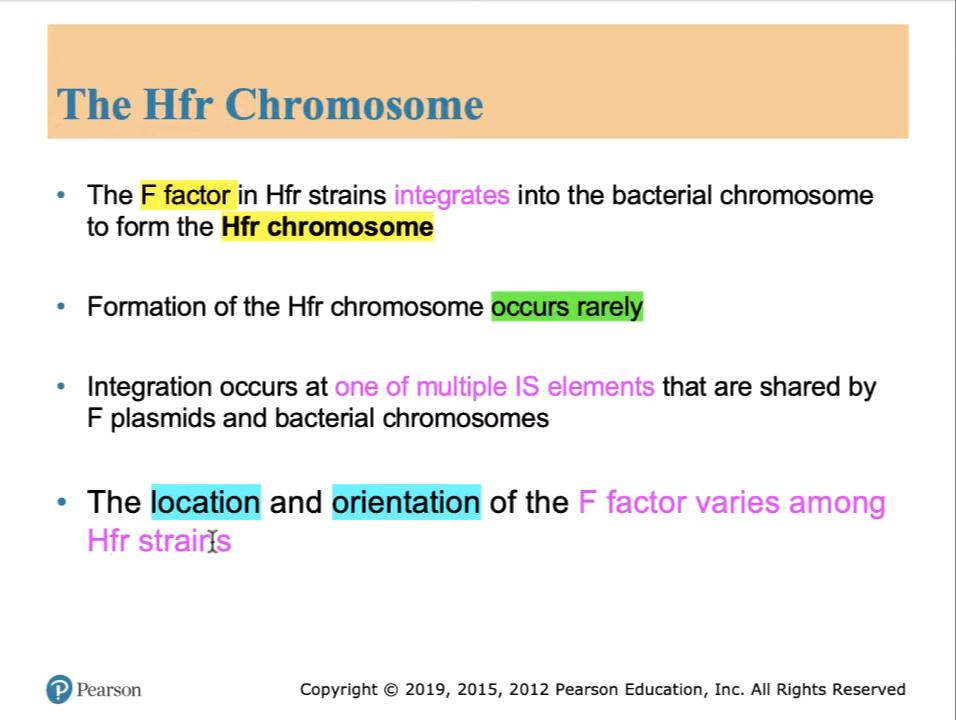 The Hfr Chromosome
• The F factor in Hfr strains integrates into the bacterial chromosome
to form the Hfr chromosome
• Formation of the Hfr chromosome occurs rarely
• Integration occurs at one of multiple IS elements that are shared by
F plasmids and bacterial chromosomes
• The location and orientation of the F factor varies among
Hfr strains
Pearson
Copyright © 2019, 2015, 2012 Pearson Education, Inc. All Rights Reserved